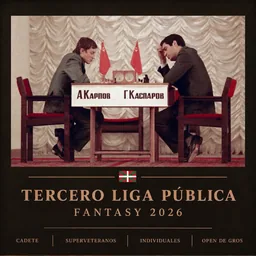 А КАРПОВ
Г КАСПАРОВ
TERCERO LIGA PÚBLICA
FANTASY 2026
CADETE
SUPERVETERANOS
INDIVIDUALES
OPEN DE GROS